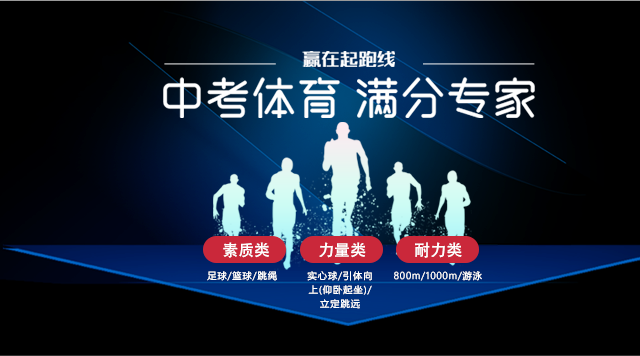 赢在起跑线
中考体育 满分专家
素质类
足球/篮球/跳绳
力量类
实心球/引体向
上(仰卧起坐)/
立定跳远
耐力类
800m/1000m/游泳